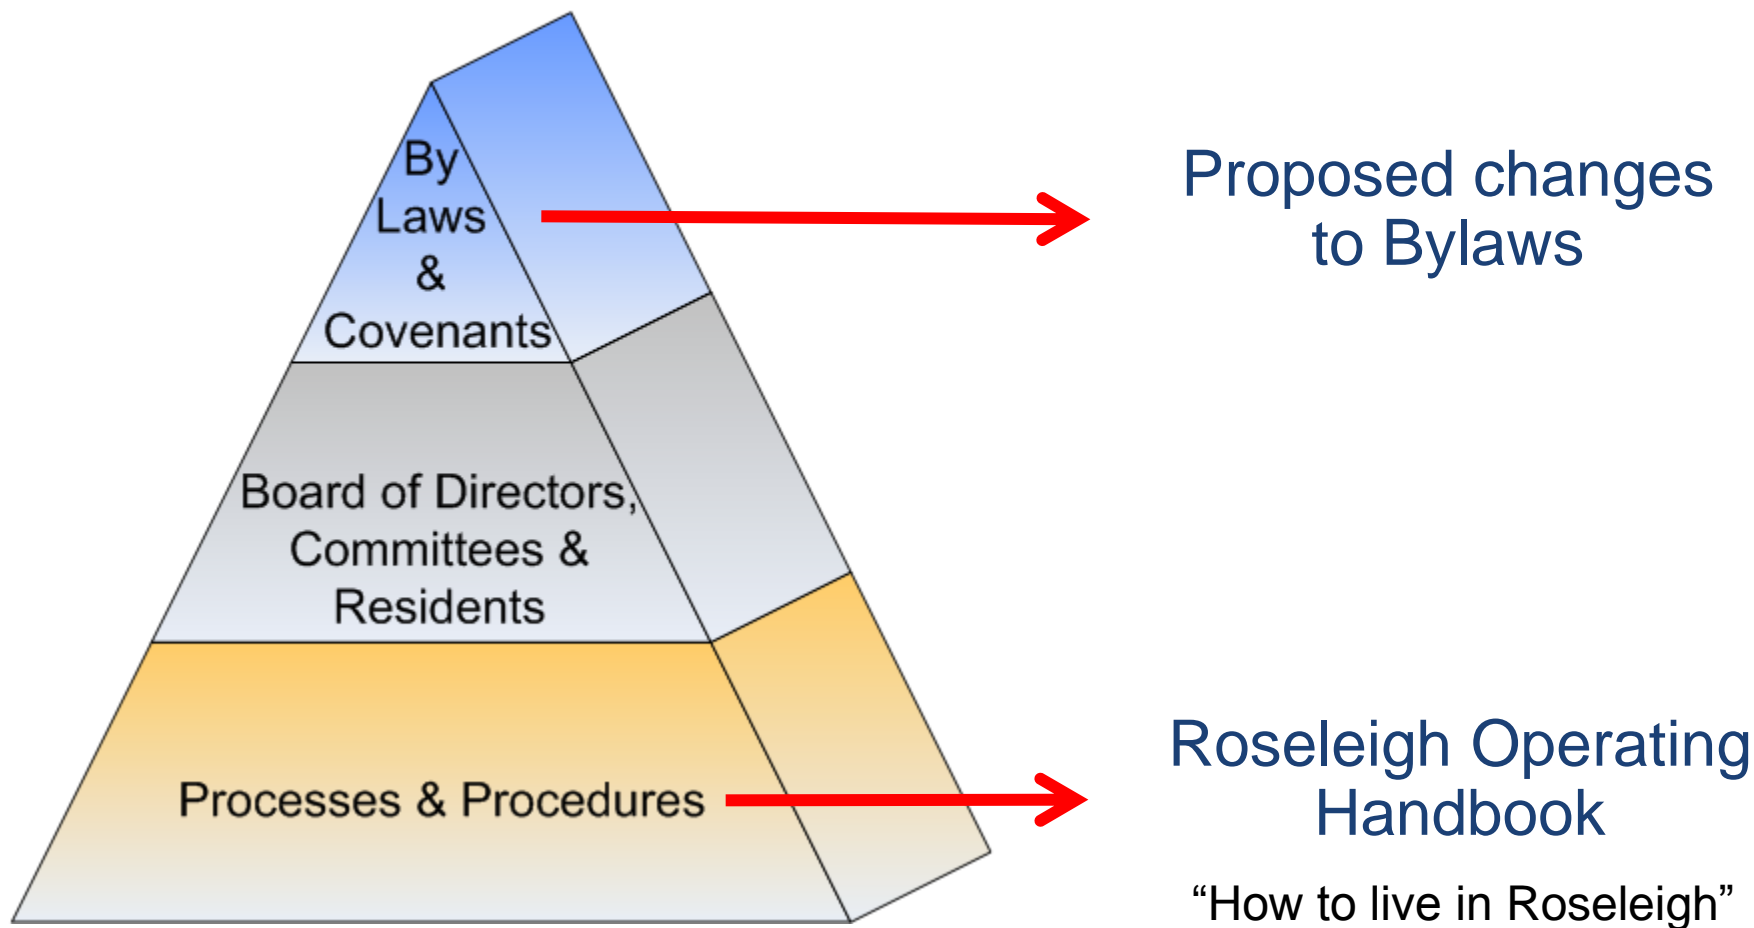 By
Laws
&
Covenants
Board of Directors,
Committees &
Residents
Processes & Procedures
Proposed changes
to Bylaws
Roseleigh Operating
Handbook
“How to live in Roseleigh”